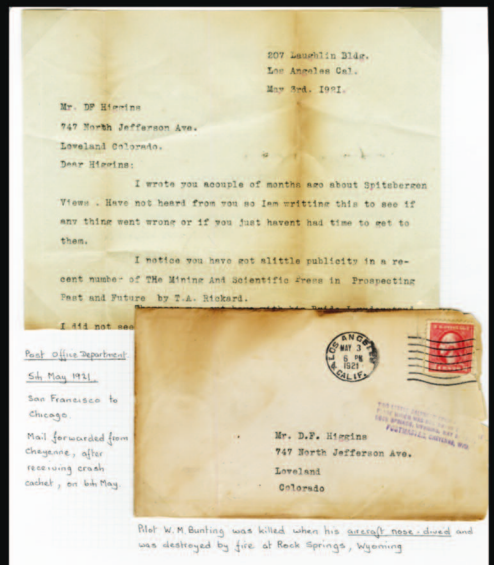 207 Laughlin Bldg.
Los Angeles Cal.
May 3rd. 1921.
Mr. DF Higgins
747 North Jefferson Ave.
Loveland Colorado.
Dear Higgins:
I wrote you acouple of months ago about Spitsbergen
Views . Have not heard from you so Iam writting this to see if
any thing went wrong or if you just havent had time to get to
them.
I notice you have got alittle publicity in a re-
cent number of THe Mining And Scientific Press in Prospecting
Past and Future by T.A. Rickard.
I did not see
Post Office Department
5th May 1921.
San Francisco to
Chicago
Mail forwarded from
Cheyenne, after
receiving crash
cachet, on 6th May.
LOS ANGELES
MAY 3
6 PM
1921
CALIF.
Mr. D.F. Higgins
747 North Jefferson Ave.
Loveland
Colorado
Pilot W.M. Bunting was killed when his aircraft nose-dived and
was destroyed by fire at Rock Springs, Wyoming